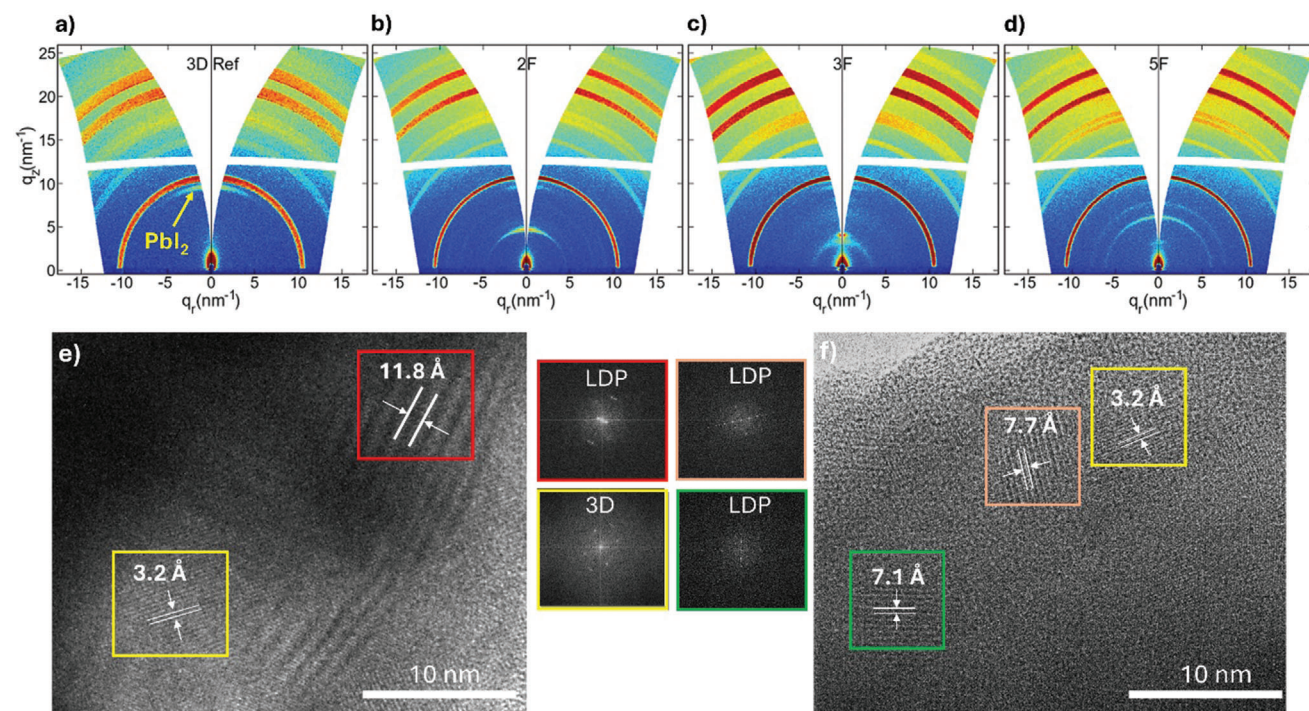 a)
b)
c)
d)
3D Ref
2F
3F
5F
25
20
15
10
5
0
q_z(nm⁻¹)
PbI₂
-15 -10 -5 0 5 10 15
-15 -10 -5 0 5 10 15
-15 -10 -5 0 5 10 15
-15 -10 -5 0 5 10 15
q_r(nm⁻¹)
q_r(nm⁻¹)
q_r(nm⁻¹)
q_r(nm⁻¹)
e)
11.8 Å
3.2 Å
10 nm
LDP
LDP
3D
LDP
f)
3.2 Å
7.7 Å
7.1 Å
10 nm